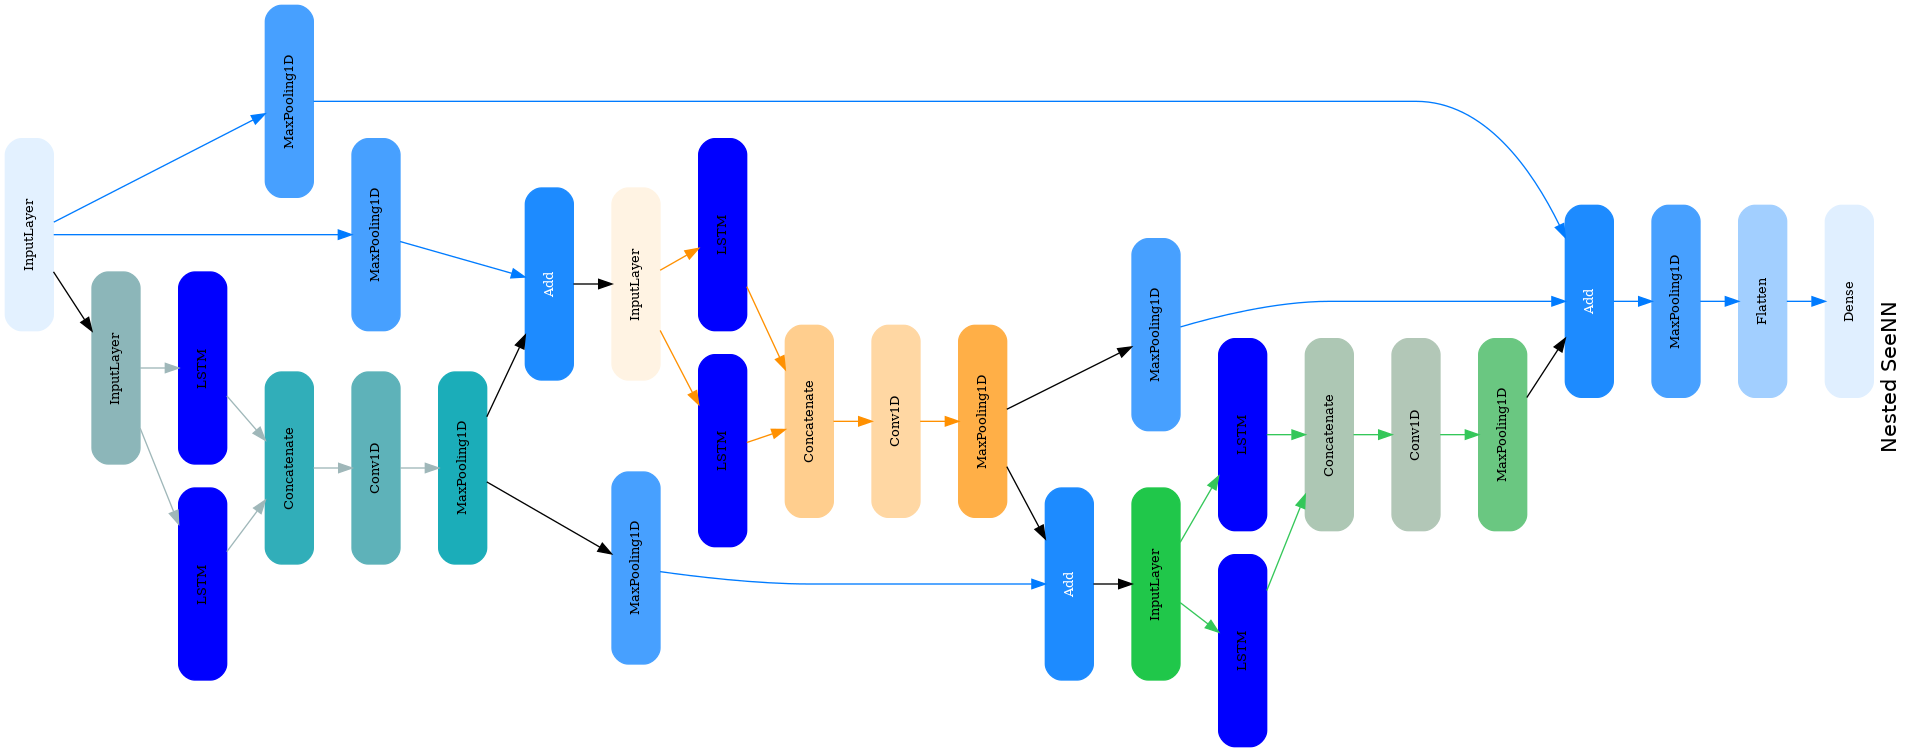 InputLayer
InputLayer
LSTM
LSTM
MaxPooling1D
Concatenate
MaxPooling1D
Conv1D
MaxPooling1D
Add
InputLayer
MaxPooling1D
LSTM
LSTM
Concatenate
Conv1D
MaxPooling1D
Add
MaxPooling1D
InputLayer
LSTM
LSTM
Concatenate
Conv1D
MaxPooling1D
Add
MaxPooling1D
Flatten
Dense
Nested SeeNN